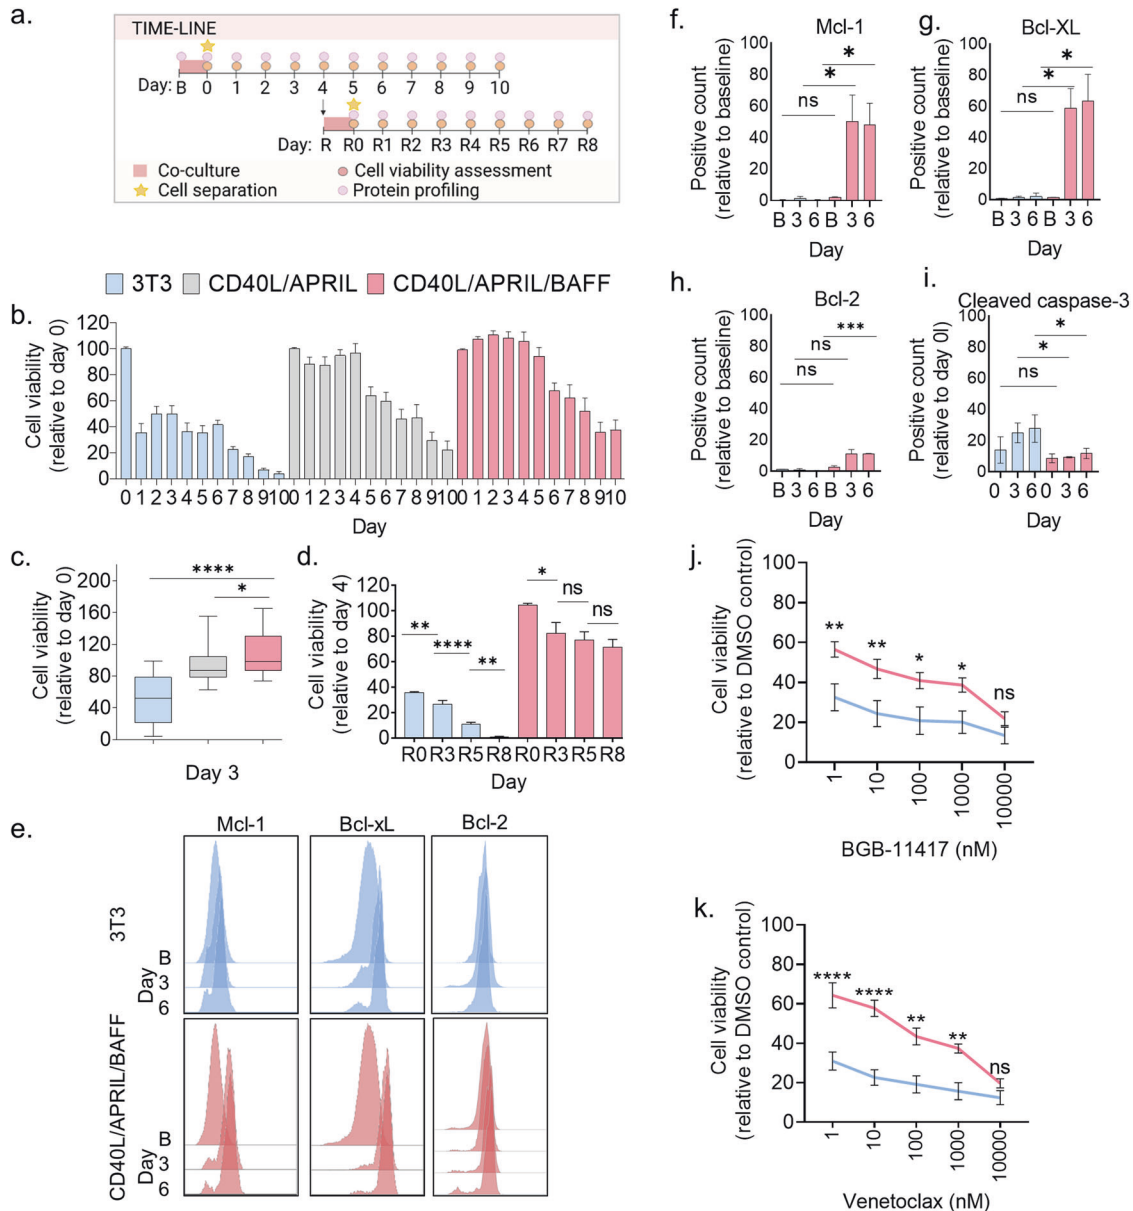 a.
TIME-LINE
Day: B 0 1 2 3 4 5 6 7 8 9 10
Day: R R0 R1 R2 R3 R4 R5 R6 R7 R8
Co-culture
Cell viability assessment
Cell separation
Protein profiling
3T3 CD40L/APRIL CD40L/APRIL/BAFF
b.
Cell viability
(relative to day 0)
120
100
80
60
40
20
0
0 1 2 3 4 5 6 7 8 9 10 0 1 2 3 4 5 6 7 8 9 10 0 1 2 3 4 5 6 7 8 9 10
Day
c.
Cell viability
(relative to day 0)
200
160
120
80
40
0
****
*
Day 3
d.
Cell viability
(relative to day 4)
120
100
80
60
40
20
0
** **** ** * ns ns
R0 R3 R5 R8 R0 R3 R5 R8
Day
e.
Mcl-1 Bcl-xL Bcl-2
3T3
Day
B
3
6
CD40L/APRIL/BAFF
Day
B
3
6
f.
Mcl-1
Positive count
(relative to baseline)
100
80
60
40
20
0
*
*
ns
B 3 6 B 3 6
Day
g.
Bcl-XL
Positive count
(relative to baseline)
100
80
60
40
20
0
*
*
ns
B 3 6 B 3 6
Day
h.
Bcl-2
Positive count
(relative to baseline)
100
80
60
40
20
0
***
ns
ns
B 3 6 B 3 6
Day
i.
Cleaved caspase-3
Positive count
(relative to day 0l)
100
80
60
40
20
0
*
*
ns
0 3 6 0 3 6
Day
j.
Cell viability
(relative to DMSO control)
100
80
60
40
20
0
** ** * * ns
1 10 100 1000 10000
BGB-11417 (nM)
k.
Cell viability
(relative to DMSO control)
100
80
60
40
20
0
**** **** ** ** ns
1 10 100 1000 10000
Venetoclax (nM)